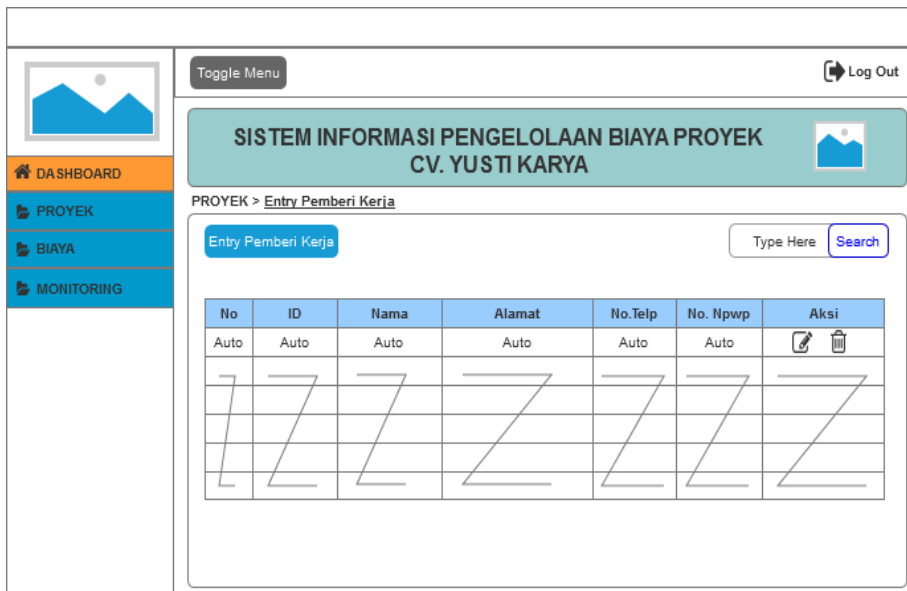 Toggle Menu
Log Out
SISTEM INFORMASI PENGELOLAAN BIAYA PROYEK
CV. YUSTI KARYA
DASHBOARD
PROYEK
BIAYA
MONITORING
PROYEK > Entry Pemberi Kerja
Entry Pemberi Kerja
Type Here Search
No ID Nama Alamat No.Telp No. Npwp Aksi
Auto Auto Auto Auto Auto Auto